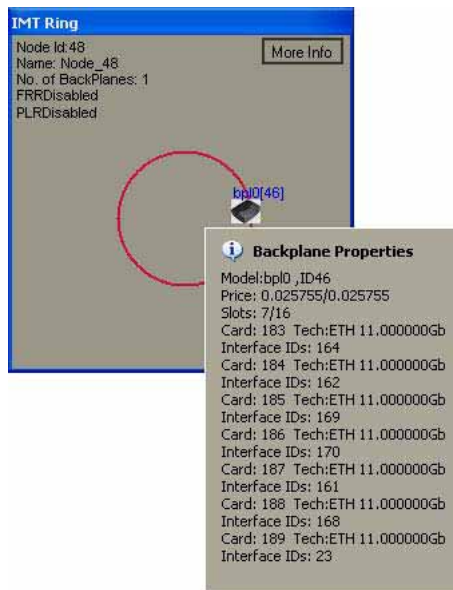 IMT Ring
Node Id:48
Name: Node_48
No. of BackPlanes: 1
FRRDisabled
PLRDisabled
More Info
bpl0[46]
Backplane Properties
Model:bpl0 ,ID46
Price: 0.025755/0.025755
Slots: 7/16
Card: 183 Tech:ETH 11.000000Gb
Interface IDs: 164
Card: 184 Tech:ETH 11.000000Gb
Interface IDs: 162
Card: 185 Tech:ETH 11.000000Gb
Interface IDs: 169
Card: 186 Tech:ETH 11.000000Gb
Interface IDs: 170
Card: 187 Tech:ETH 11.000000Gb
Interface IDs: 161
Card: 188 Tech:ETH 11.000000Gb
Interface IDs: 168
Card: 189 Tech:ETH 11.000000Gb
Interface IDs: 23